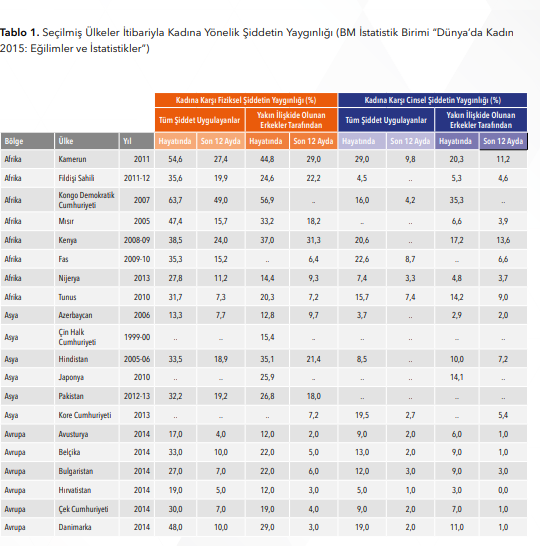 Tablo 1. Seçilmiş Ülkeler İtibariyla Kadına Yönelik Şiddetin Yaygınlığı (BM İstatistik Birimi “Dünya’da Kadın
2015: Eğilimler ve İstatistikler”)
Kadına Karşı Fiziksel Şiddetin Yaygınlığı (%) Kadına Karşı Cinsel Şiddetin Yaygınlığı (%)
Tüm Şiddet Uygulayanlar Yakın İlişkide Olunan Erkekler Tarafından Tüm Şiddet Uygulayanlar Yakın İlişkide Olunan Erkekler Tarafından
Bölge Ülke Yıl Hayatında Son 12 Ayda Hayatında Son 12 Ayda Hayatında Son 12 Ayda Hayatında Son 12 Ayda
Afrika Kamerun 2011 54,6 27,4 44,8 29,0 29,0 9,8 20,3 11,2
Afrika Fildişi Sahili 2011-12 35,6 19,9 24,6 22,2 4,5 .. 5,3 4,6
Afrika Kongo Demokratik Cumhuriyeti 2007 63,7 49,0 56,9 .. 16,0 4,2 35,3 ..
Afrika Mısır 2005 47,4 15,7 33,2 18,2 .. .. 6,6 3,9
Afrika Kenya 2008-09 38,5 24,0 37,0 31,3 20,6 .. 17,2 13,6
Afrika Fas 2009-10 35,3 15,2 .. 6,4 22,6 8,7 .. 6,6
Afrika Nijerya 2013 27,8 11,2 14,4 9,3 7,4 3,3 4,8 3,7
Afrika Tunus 2010 31,7 7,3 20,3 7,2 15,7 7,4 14,2 9,0
Asya Azerbaycan 2006 13,3 7,7 12,8 9,7 3,7 .. 2,9 2,0
Asya Çin Halk Cumhuriyeti 1999-00 .. .. 15,4 .. .. .. .. ..
Asya Hindistan 2005-06 33,5 18,9 35,1 21,4 8,5 .. 10,0 7,2
Asya Japonya 2010 .. .. 25,9 .. .. .. 14,1 ..
Asya Pakistan 2012-13 32,2 19,2 26,8 18,0 .. .. .. ..
Asya Kore Cumhuriyeti 2013 .. .. .. 7,2 19,5 2,7 .. 5,4
Avrupa Avusturya 2014 17,0 4,0 12,0 2,0 9,0 2,0 6,0 1,0
Avrupa Belçika 2014 33,0 10,0 22,0 5,0 13,0 2,0 9,0 1,0
Avrupa Bulgaristan 2014 27,0 7,0 22,0 6,0 12,0 3,0 9,0 3,0
Avrupa Hırvatistan 2014 19,0 5,0 12,0 3,0 5,0 1,0 3,0 0,0
Avrupa Çek Cumhuriyeti 2014 30,0 7,0 19,0 4,0 9,0 2,0 7,0 1,0
Avrupa Danimarka 2014 48,0 10,0 29,0 3,0 19,0 2,0 11,0 1,0